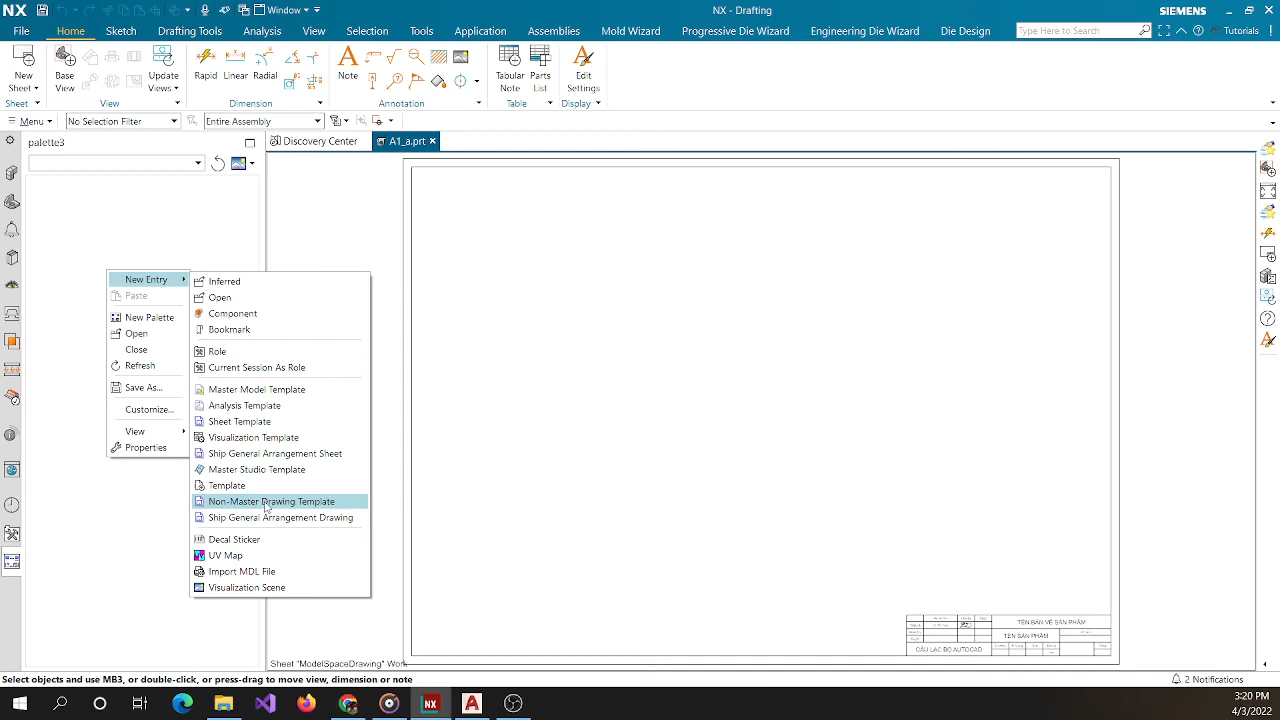 NX Window NX - Drafting SIEMENS
File Home Sketch Drafting Tools Analysis View Selection Tools Application Assemblies Mold Wizard Progressive Die Wizard Engineering Die Wizard Die Design Type Here to Search Tutorials
New Sheet Base View Update Views Rapid Linear Radial Note Tabular Note Parts List Edit Settings
Sheet View Dimension Annotation Table Display
Menu No Selection Filter Entire Assembly
palette3 Discovery Center A1_a.prt
New Entry
Paste
New Palette
Open
Close
Refresh
Save As...
Customize...
View
Properties
Inferred
Open
Component
Bookmark
Role
Current Session As Role
Master Model Template
Analysis Template
Sheet Template
Visualization Template
Ship General Arrangement Sheet
Master Studio Template
Template
Non-Master Drawing Template
Ship General Arrangement Drawing
Decal Sticker
UV Map
Import MDL File
Visualization Scene
TÊN BẢN VẼ SẢN PHẨM
TÊN SẢN PHẨM
CÂU LẠC BỘ AUTOCAD
Sheet "ModelSpaceDrawing" Work
Select objects and use MB3, or double-click, or press-drag to move view, dimension or note 2 Notifications
3:20 PM
4/3/2022